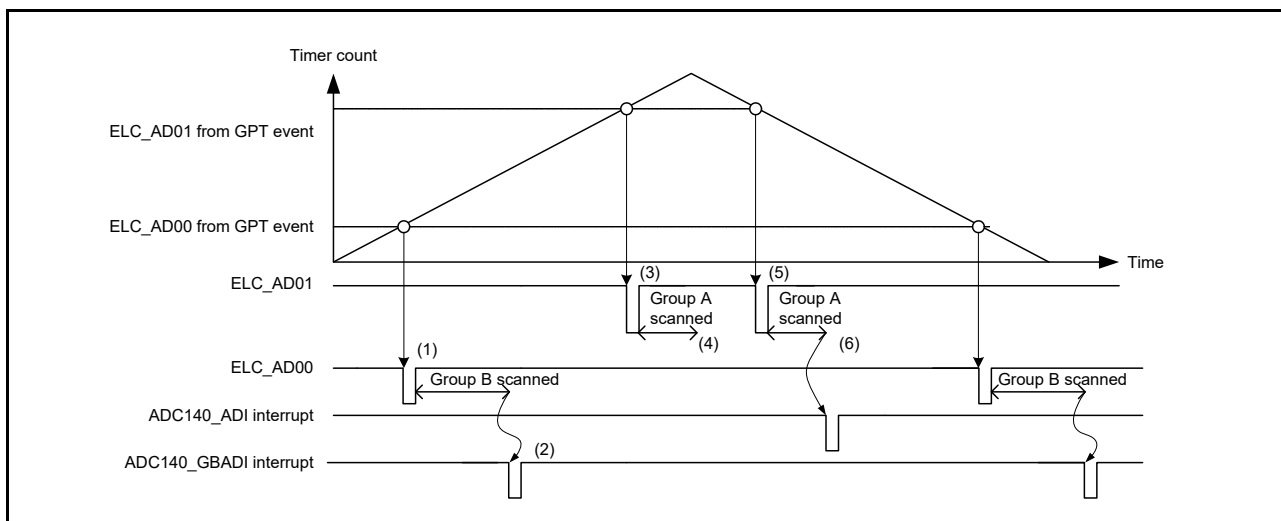 Timer count
ELC_AD01 from GPT event
ELC_AD00 from GPT event
Time
ELC_AD01
(3)
(5)
Group A
scanned
Group A
scanned
(4)
(6)
ELC_AD00
(1)
Group B scanned
Group B scanned
ADC140_ADI interrupt
(2)
ADC140_GBADI interrupt